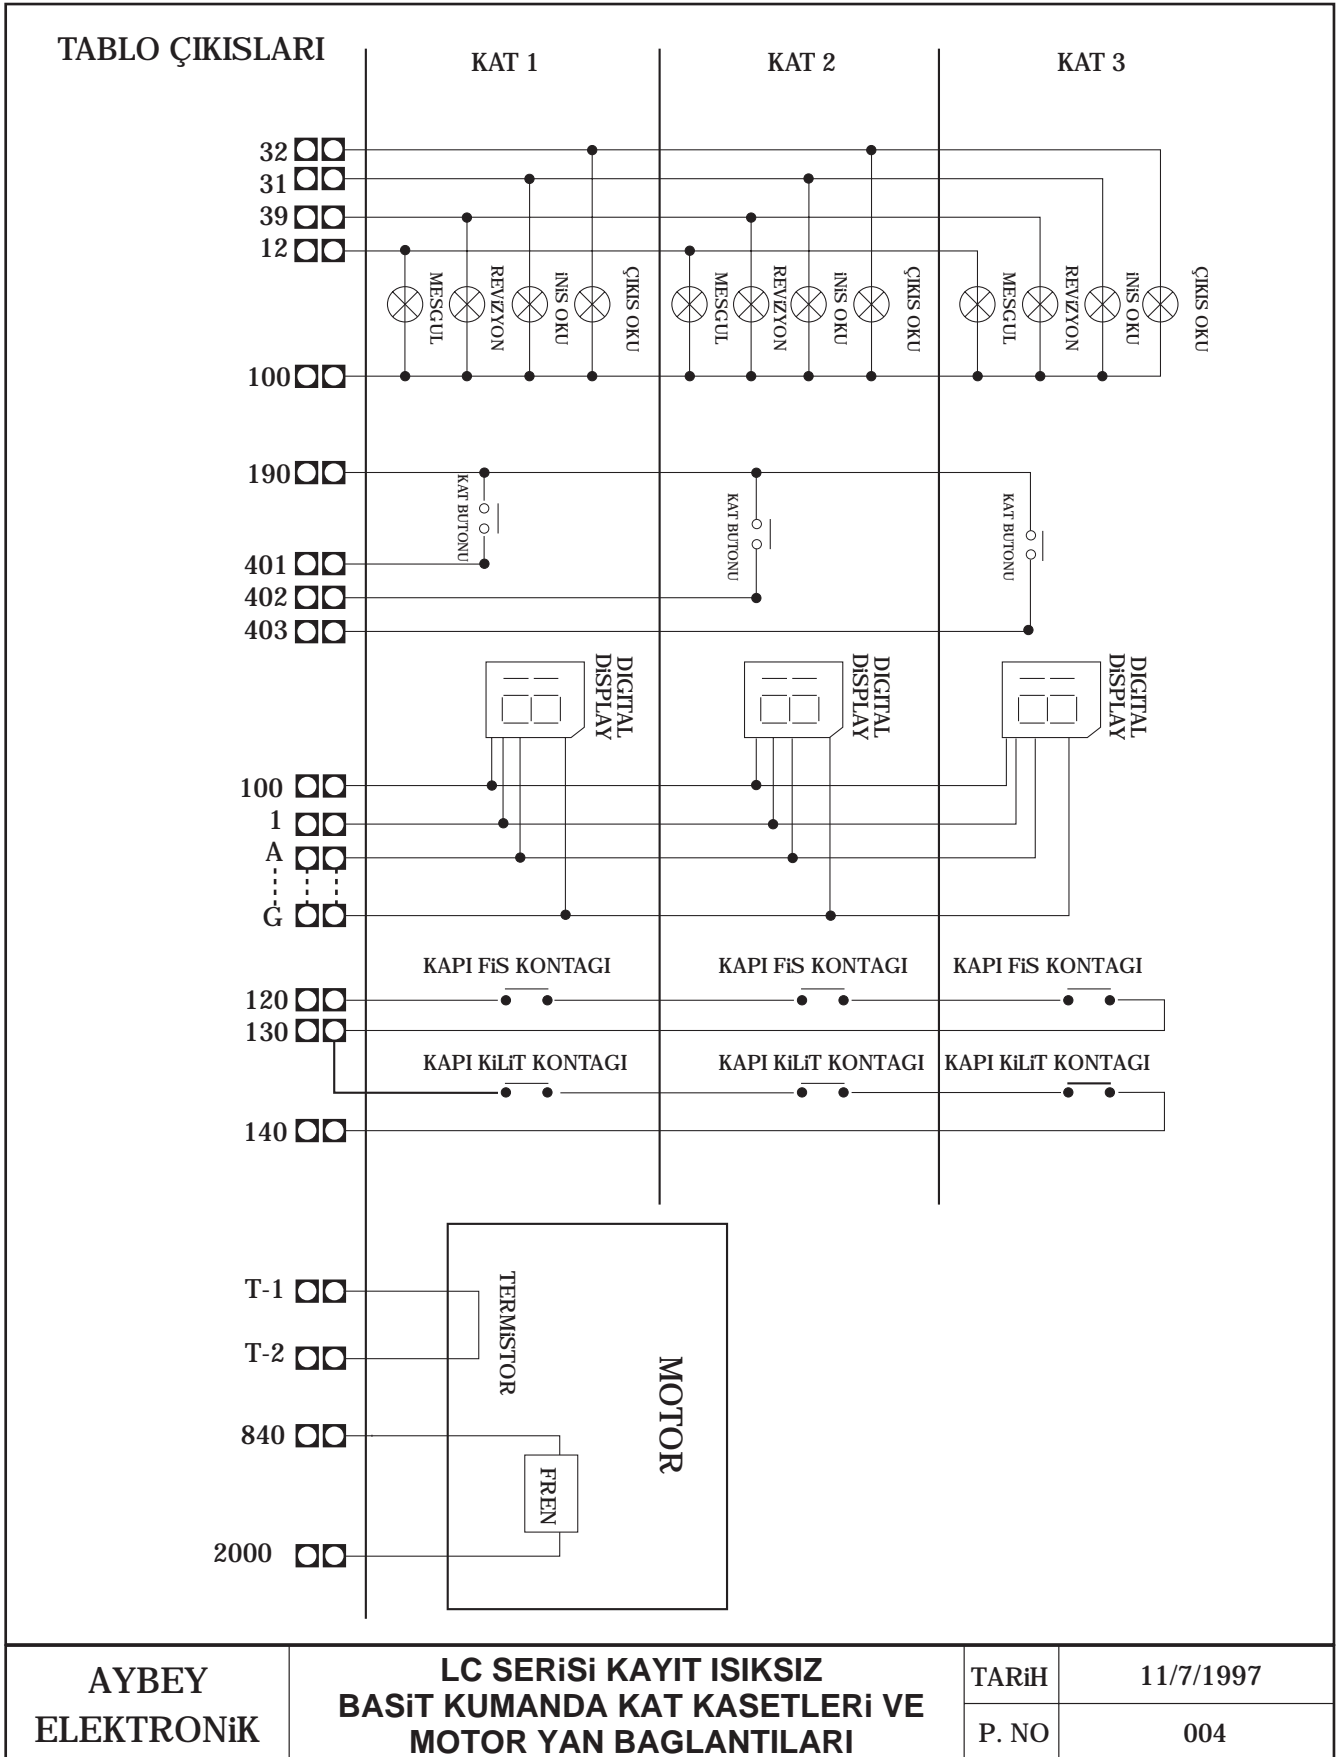 TABLO ÇIKISLARI
KAT 1
KAT 2
KAT 3
32
31
39
12
MESGUL
REViZYON
iNiS OKU
ÇIKIS OKU
MESGUL
REViZYON
iNiS OKU
ÇIKIS OKU
MESGUL
REViZYON
iNiS OKU
ÇIKIS OKU
100
190
KAT BUTONU
KAT BUTONU
KAT BUTONU
401
402
403
DIGITAL
DiSPLAY
DIGITAL
DiSPLAY
DIGITAL
DiSPLAY
100
1
A
G
KAPI FiS KONTAGI
KAPI FiS KONTAGI
KAPI FiS KONTAGI
120
130
KAPI KiLiT KONTAGI
KAPI KiLiT KONTAGI
KAPI KiLiT KONTAGI
140
T-1
TERMiSTOR
T-2
MOTOR
840
FREN
2000
AYBEY
ELEKTRONiK
LC SERiSi KAYIT ISIKSIZ
BASiT KUMANDA KAT KASETLERi VE
MOTOR YAN BAGLANTILARI
TARiH
11/7/1997
P. NO
004